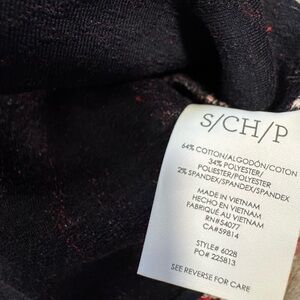 S/CH/P
64% COTTON/ALGODÓN/COTON
34% POLYESTER/
POLIESTER/POLYESTER
2% SPANDEX/SPANDEX/SPANDEX
MADE IN VIETNAM
HECHO EN VIETNAM
FABRIQUÉ AU VIETNAM
RN#54077
CA#59814
STYLE# 6028
PO# 225813
SEE REVERSE FOR CARE